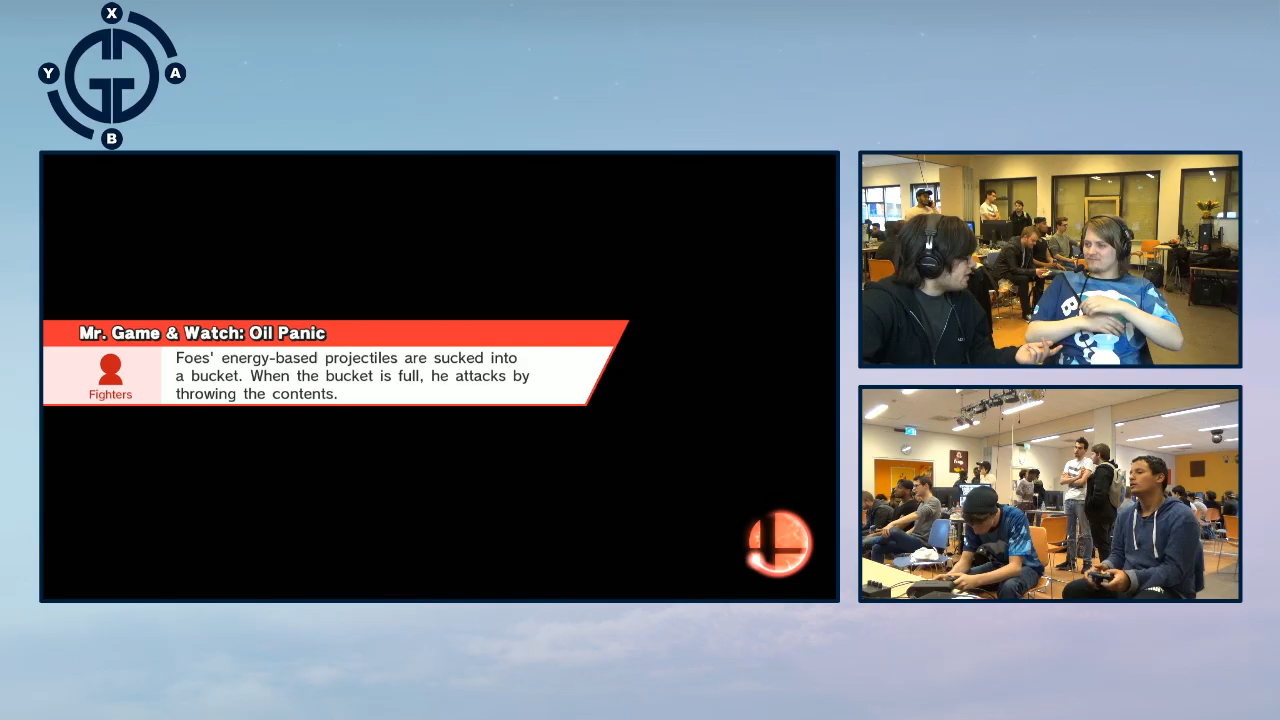 X
Y
A
B
Mr. Game & Watch: Oil Panic
Fighters
Foes' energy-based projectiles are sucked into
a bucket. When the bucket is full, he attacks by
throwing the contents.